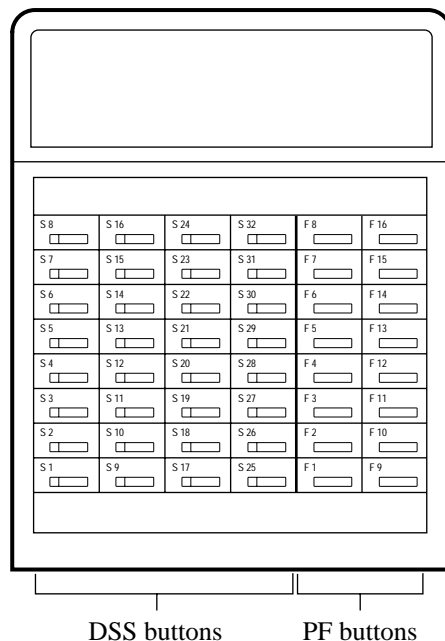 S 8 S 16 S 24 S 32 F 8 F 16
S 7 S 15 S 23 S 31 F 7 F 15
S 6 S 14 S 22 S 30 F 6 F 14
S 5 S 13 S 21 S 29 F 5 F 13
S 4 S 12 S 20 S 28 F 4 F 12
S 3 S 11 S 19 S 27 F 3 F 11
S 2 S 10 S 18 S 26 F 2 F 10
S 1 S 9 S 17 S 25 F 1 F 9
DSS buttons PF buttons